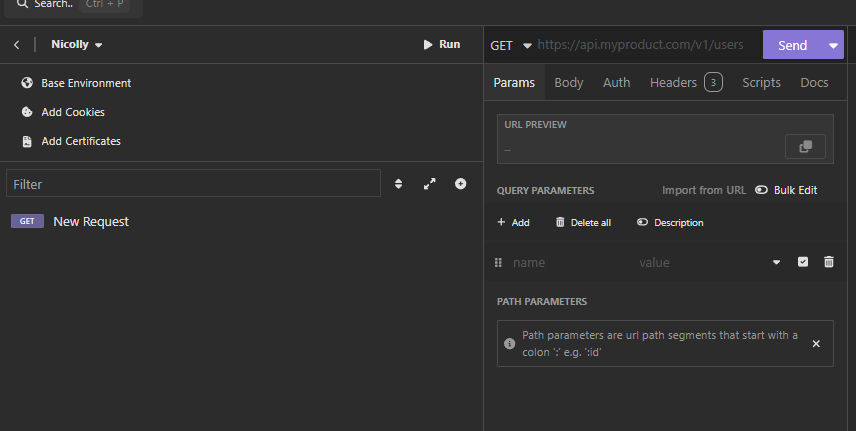 Search.. Ctrl + P
Nicolly Run
Base Environment
Add Cookies
Add Certificates
Filter
GET New Request
GET https://api.myproduct.com/v1/users Send
Params Body Auth Headers 3 Scripts Docs
URL PREVIEW
_
QUERY PARAMETERS Import from URL Bulk Edit
+ Add Delete all Description
name value
PATH PARAMETERS
Path parameters are url path segments that start with a
colon ':' e.g. ':id'